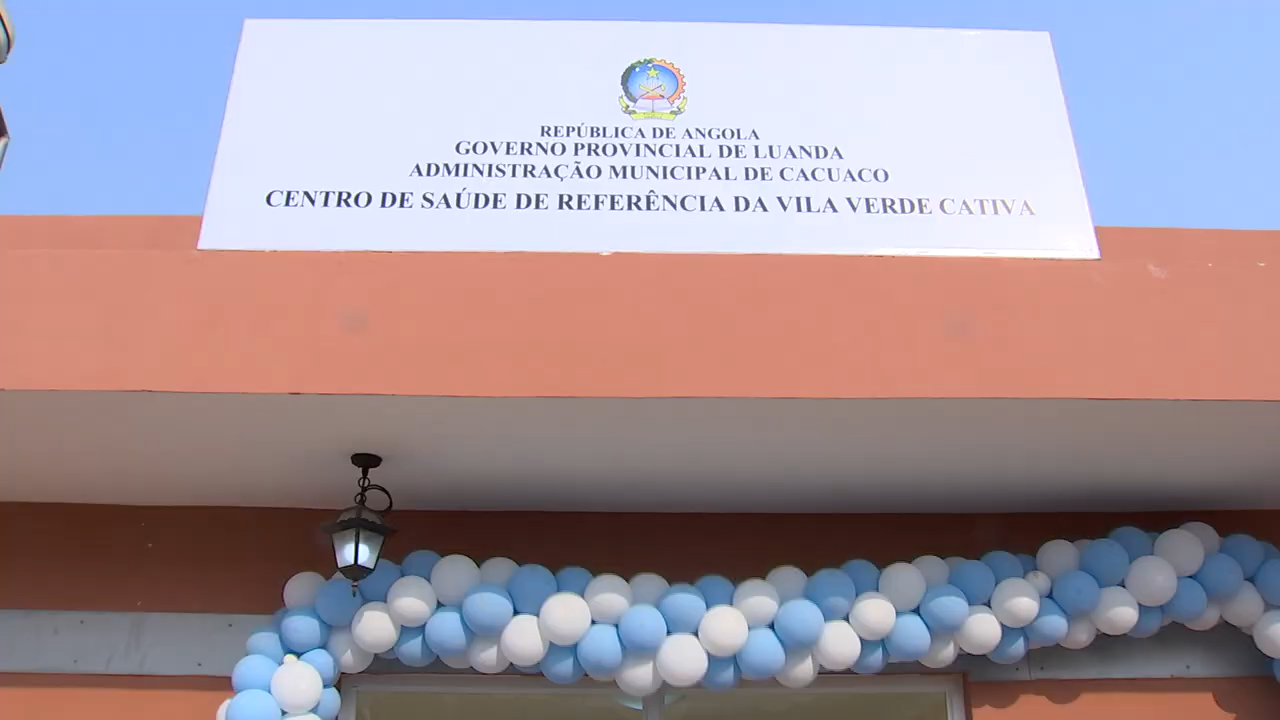 REPÚBLICA DE ANGOLA
GOVERNO PROVINCIAL DE LUANDA
ADMINISTRAÇÃO MUNICIPAL DE CACUACO
CENTRO DE SAÚDE DE REFERÊNCIA DA VILA VERDE CATIVA